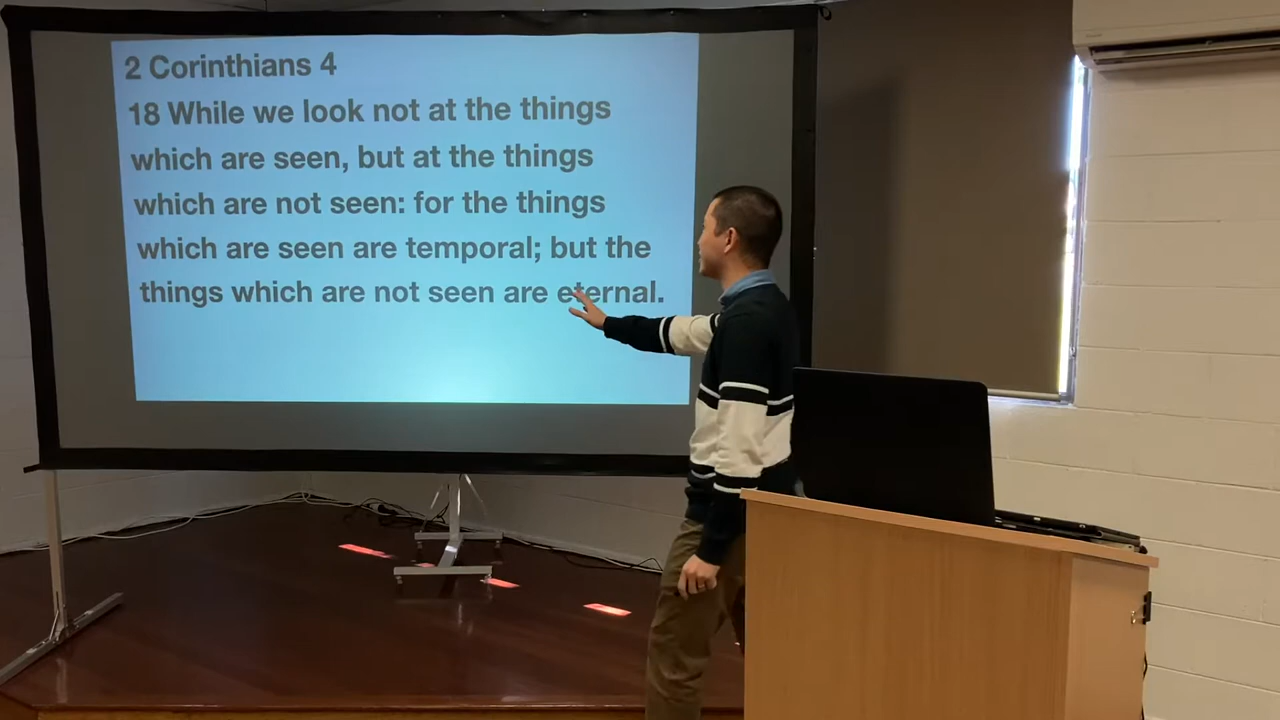 2 Corinthians 4
18 While we look not at the things
which are seen, but at the things
which are not seen: for the things
which are seen are temporal; but the
things which are not seen are eternal.